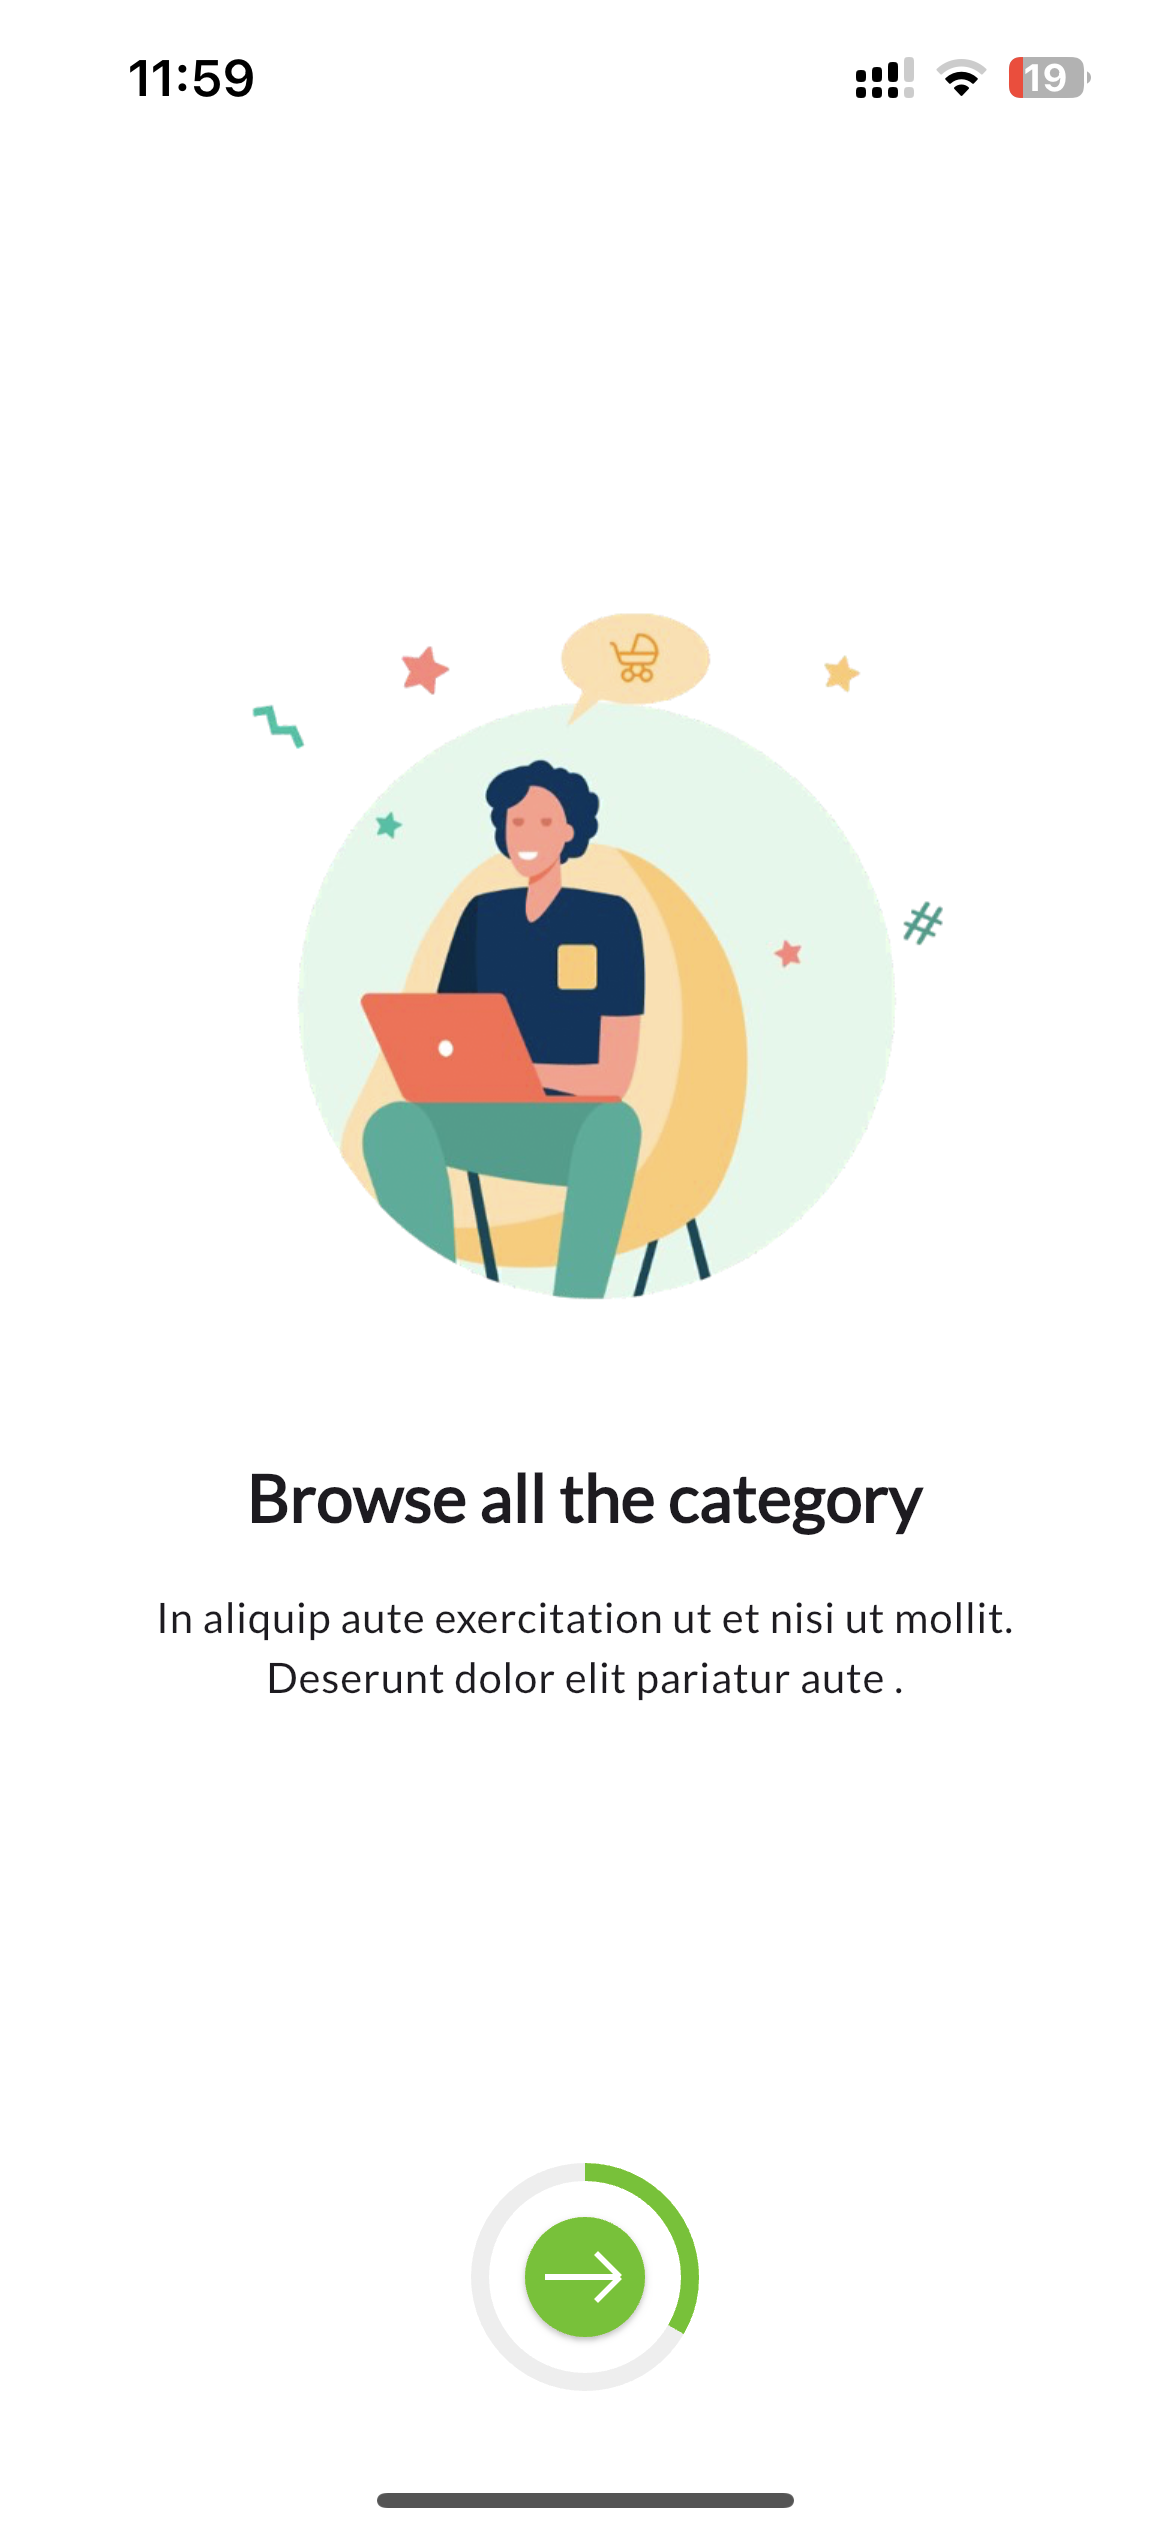 11:59
19
#
Browse all the category
In aliquip aute exercitation ut et nisi ut mollit.
Deserunt dolor elit pariatur aute .